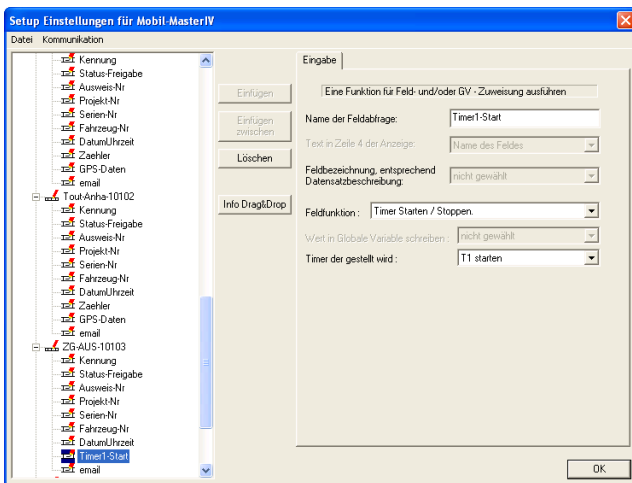 Setup Einstellungen für Mobil-MasterIV
Datei Kommunikation
Kennung
Status-Freigabe
Ausweis-Nr
Projekt-Nr
Serien-Nr
Fahrzeug-Nr
DatumUhrzeit
Zaehler
GPS-Daten
email
Tout-Anha-10102
Kennung
Status-Freigabe
Ausweis-Nr
Projekt-Nr
Serien-Nr
Fahrzeug-Nr
DatumUhrzeit
Zaehler
GPS-Daten
email
ZG-AUS-10103
Kennung
Status-Freigabe
Ausweis-Nr
Projekt-Nr
Serien-Nr
Fahrzeug-Nr
DatumUhrzeit
Timer1-Start
email
Einfügen
Einfügen
zwischen
Löschen
Info Drag&Drop
Eingabe
Eine Funktion für Feld- und/oder GV - Zuweisung ausführen
Name der Feldabfrage: Timer1-Start
Text in Zeile 4 der Anzeige: Name des Feldes
Feldbezeichnung, entsprechend
Datensatzbeschreibung: nicht gewählt
Feldfunktion : Timer Starten / Stoppen.
Wert in Globale Variable schreiben : nicht gewählt
Timer der gestellt wird : T1 starten
OK